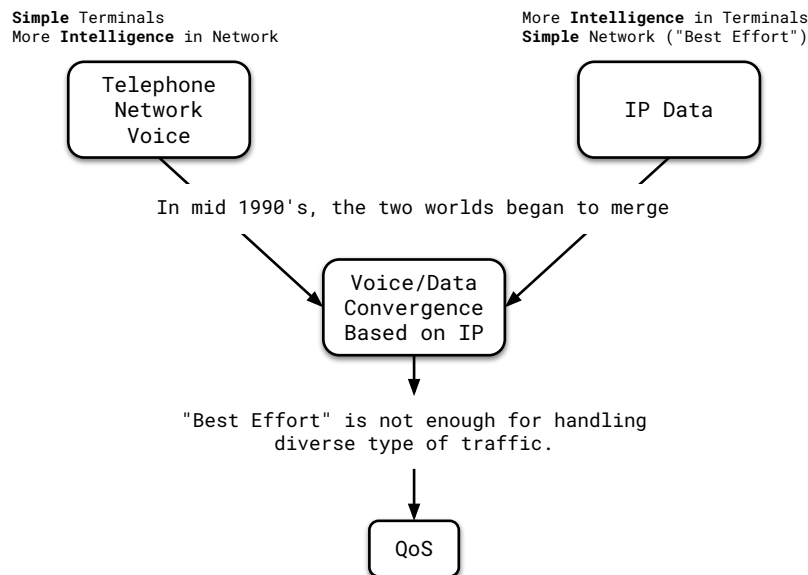 Simple Terminals
More Intelligence in Network
More Intelligence in Terminals
Simple Network ("Best Effort")
Telephone
Network
Voice
IP Data
In mid 1990's, the two worlds began to merge
Voice/Data
Convergence
Based on IP
"Best Effort" is not enough for handling
diverse type of traffic.
QoS